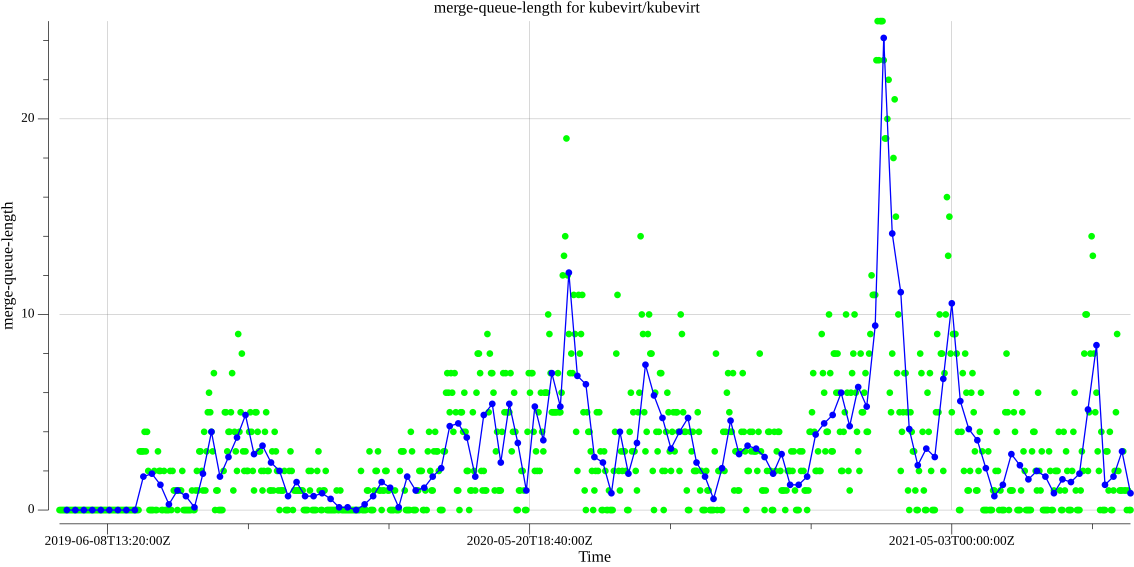 merge-queue-length for kubevirt/kubevirt
merge-queue-length
20
10
0
2019-06-08T13:20:00Z
2020-05-20T18:40:00Z
2021-05-03T00:00:00Z
Time